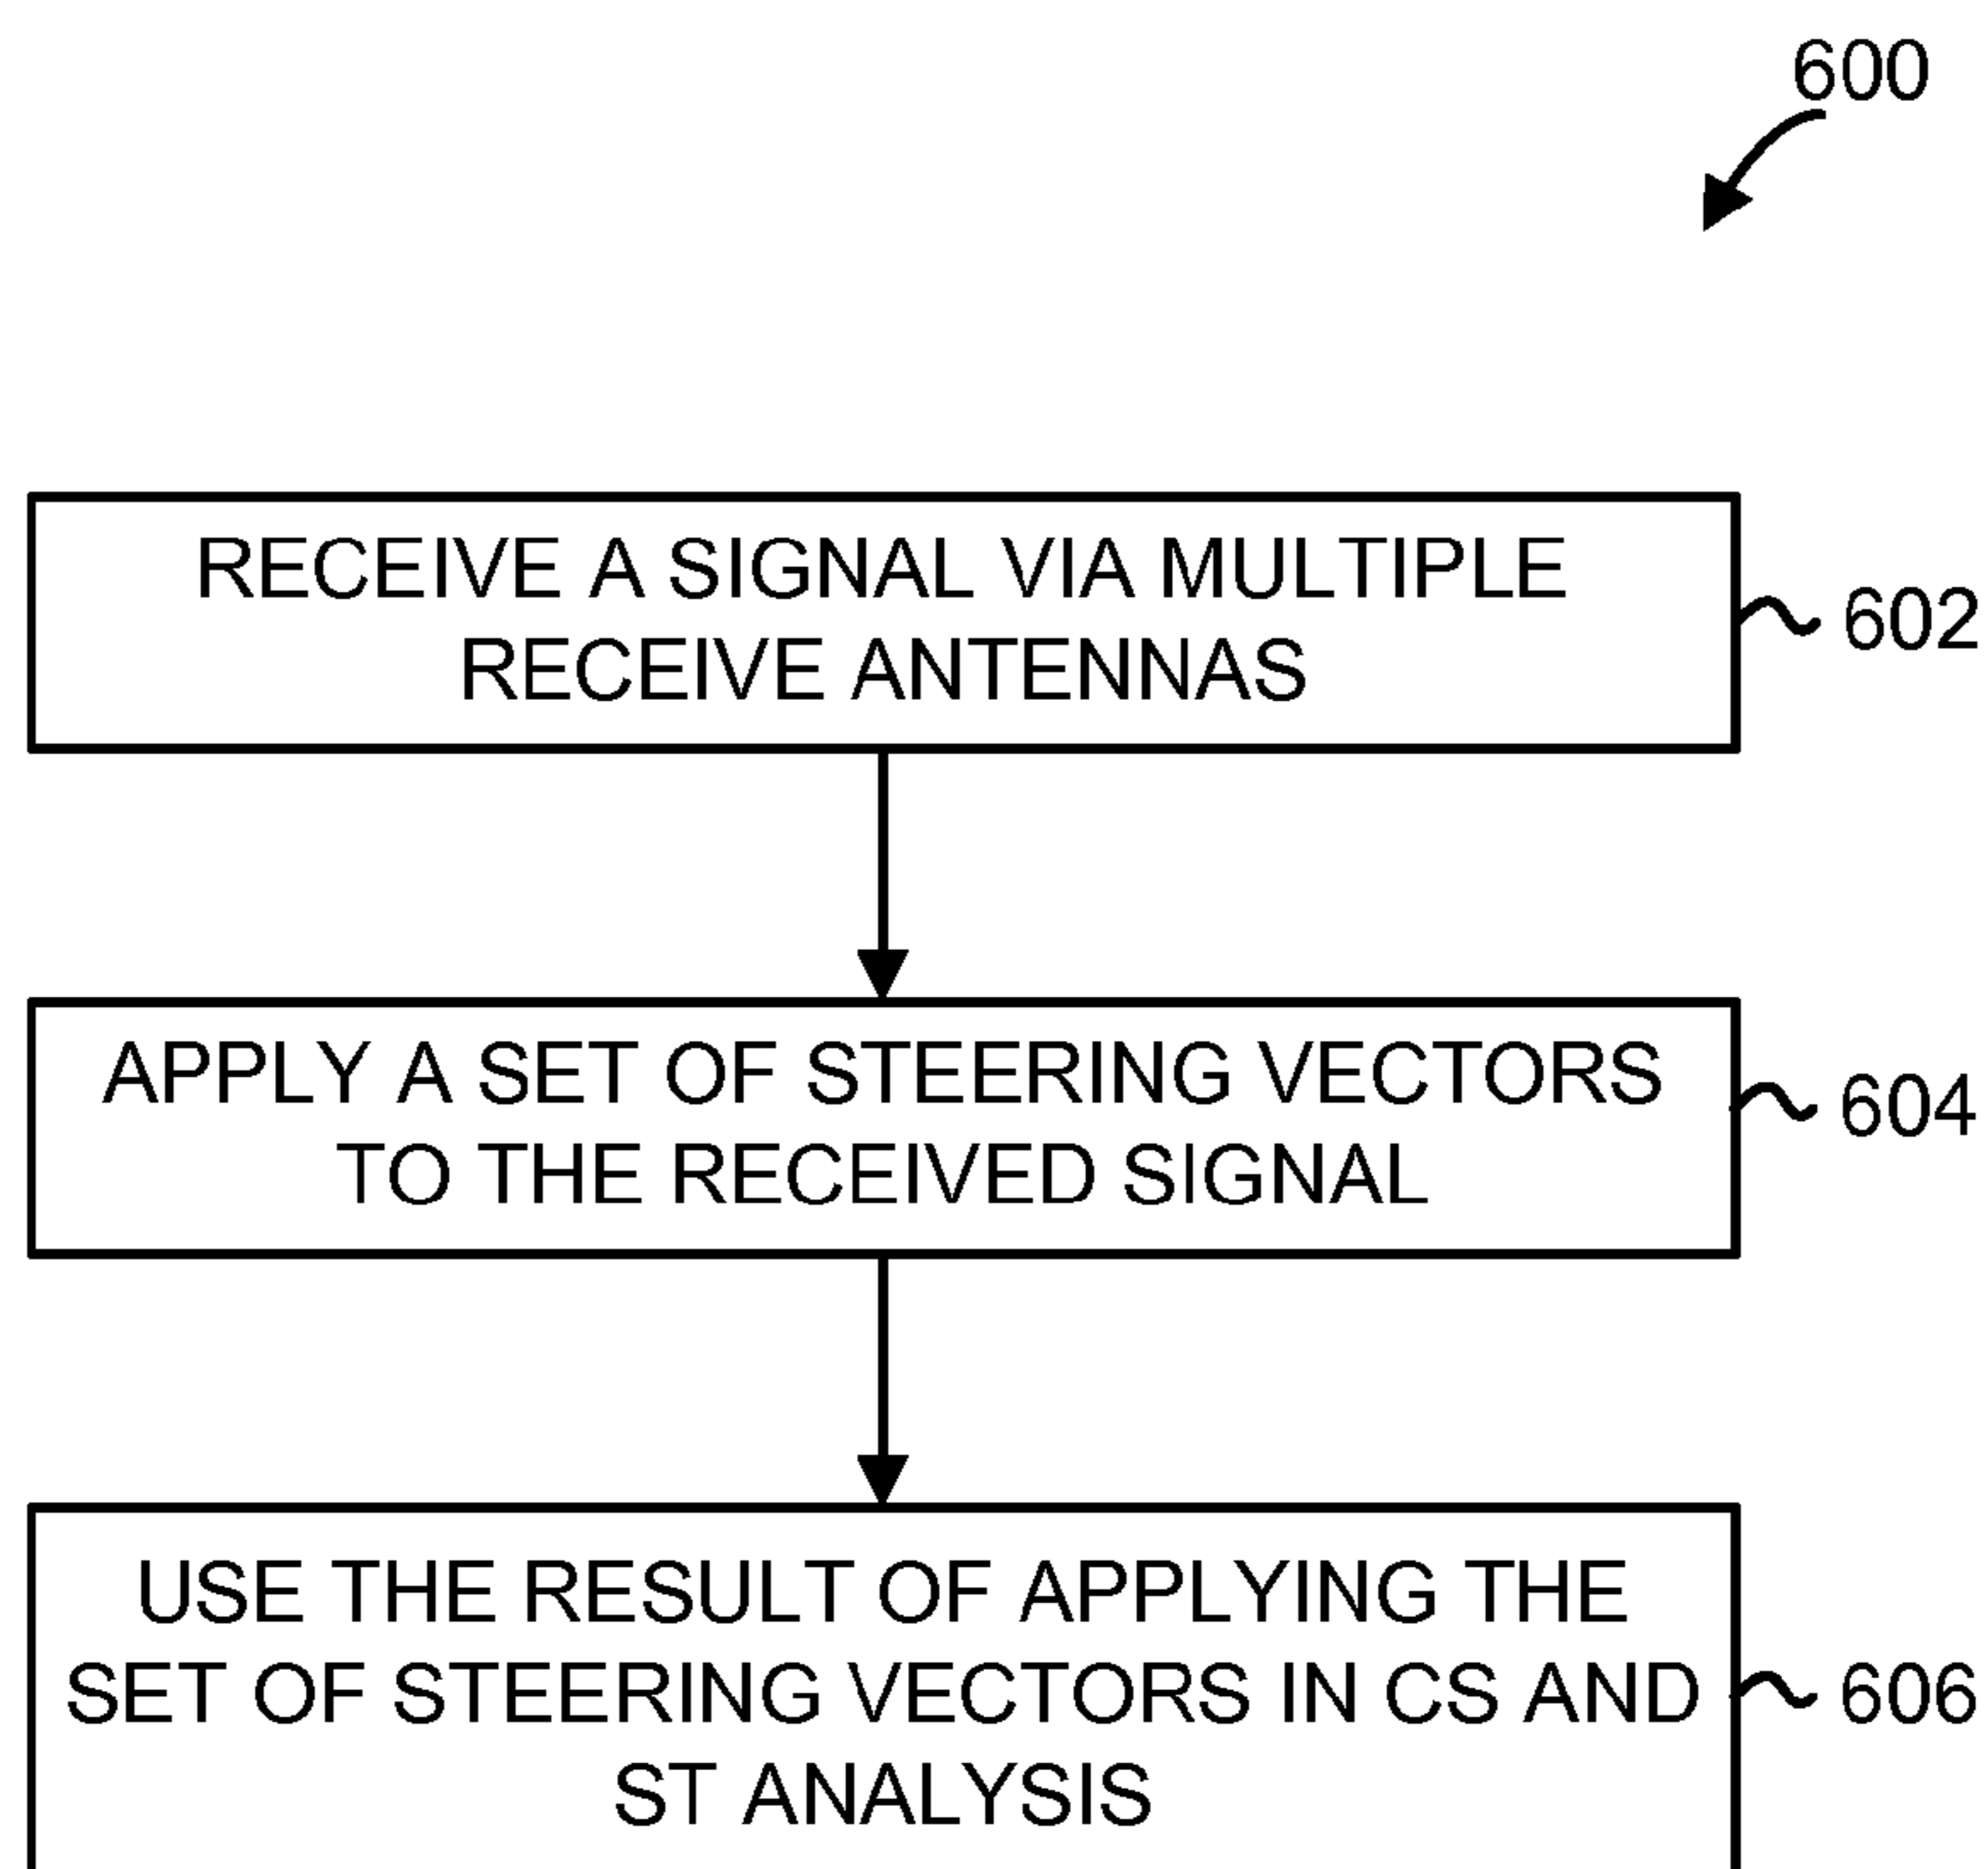 600
RECEIVE A SIGNAL VIA MULTIPLE
RECEIVE ANTENNAS
602
APPLY A SET OF STEERING VECTORS
TO THE RECEIVED SIGNAL
604
USE THE RESULT OF APPLYING THE
SET OF STEERING VECTORS IN CS AND
ST ANALYSIS
606